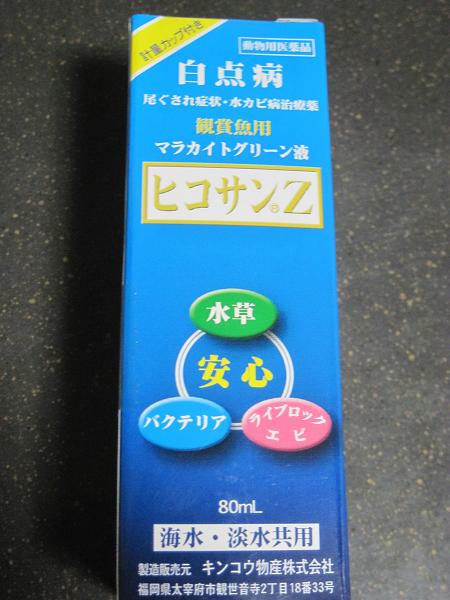 計量カップ付き
動物用医薬品
白点病
尾ぐされ症状・水カビ病治療薬
観賞魚用
マラカイトグリーン液
ヒコサン®Z
水草
安心
バクテリア
ライブロック
エビ
80mL
海水・淡水共用
製造販売元 キンコウ物産株式会社
福岡県太宰府市観世音寺2丁目18番33号